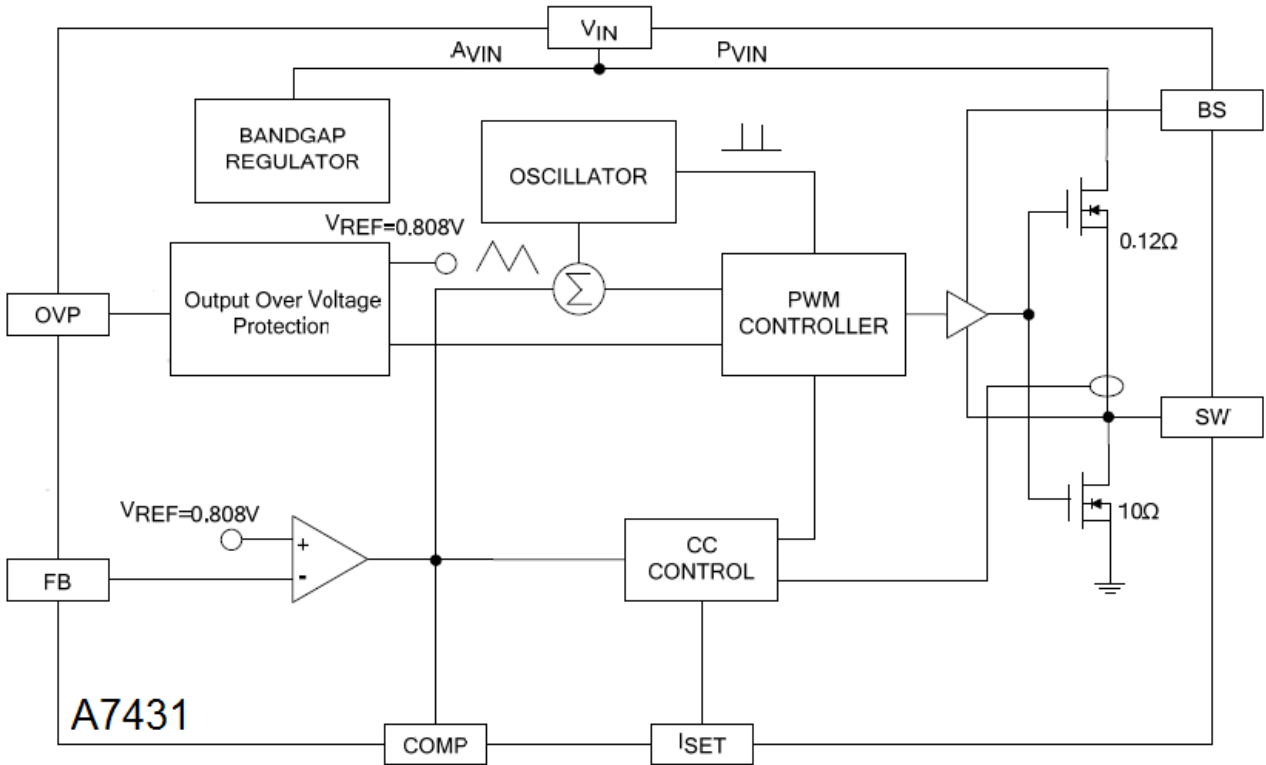 VIN
AVIN
PVIN
BS
BANDGAP
REGULATOR
OSCILLATOR
VREF=0.808V
0.12Ω
Output Over Voltage
Protection
Σ
PWM
CONTROLLER
OVP
SW
VREF=0.808V
+
-
CC
CONTROL
10Ω
FB
A7431
COMP
ISET